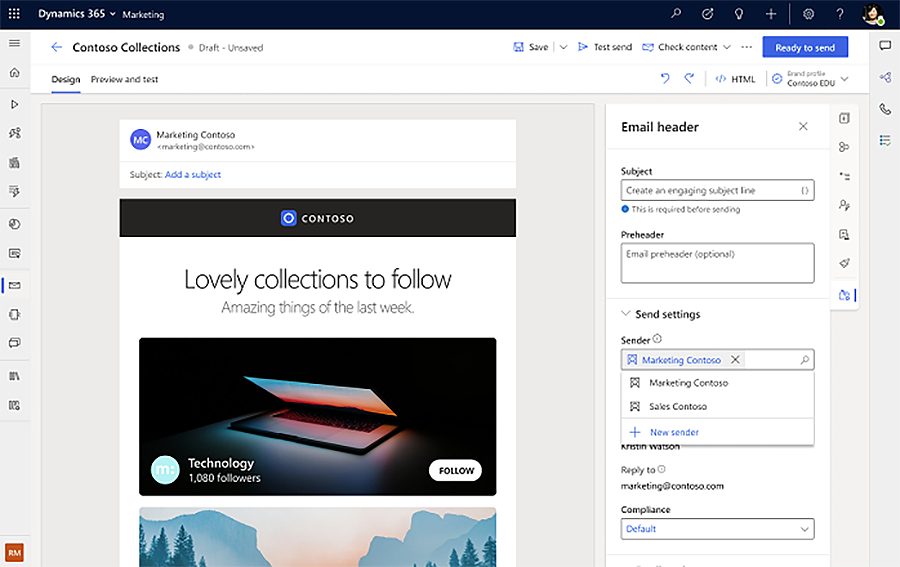 Dynamics 365 Marketing
Contoso Collections Draft - Unsaved
Save Test send Check content Ready to send
Design Preview and test
HTML
Brand profile
Contoso EDU
MC
Marketing Contoso
<marketing@contoso.com>
Subject: Add a subject
CONTOSO
Lovely collections to follow
Amazing things of the last week.
m:
Technology
1,080 followers
FOLLOW
Email header
Subject
Create an engaging subject line {}
This is required before sending
Preheader
Email preheader (optional)
Send settings
Sender
Marketing Contoso
Marketing Contoso
Sales Contoso
New sender
Kristin Watson
Reply to
marketing@contoso.com
Compliance
Default
RM